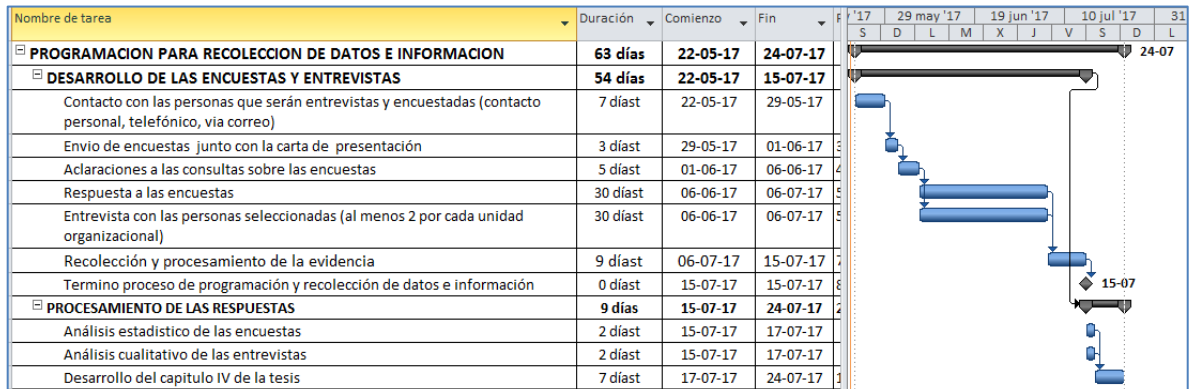 Nombre de tarea Duración Comienzo Fin '17 29 may '17 19 jun '17 10 jul '17 31
S D L M X J V S D L
PROGRAMACION PARA RECOLECCION DE DATOS E INFORMACION 63 días 22-05-17 24-07-17 24-07
DESARROLLO DE LAS ENCUESTAS Y ENTREVISTAS 54 días 22-05-17 15-07-17
Contacto con las personas que serán entrevistas y encuestadas (contacto 7 díast 22-05-17 29-05-17
personal, telefónico, via correo)
Envio de encuestas junto con la carta de presentación 3 díast 29-05-17 01-06-17
Aclaraciones a las consultas sobre las encuestas 5 díast 01-06-17 06-06-17
Respuesta a las encuestas 30 díast 06-06-17 06-07-17
Entrevista con las personas seleccionadas (al menos 2 por cada unidad 30 díast 06-06-17 06-07-17
organizacional)
Recolección y procesamiento de la evidencia 9 díast 06-07-17 15-07-17
Termino proceso de programación y recolección de datos e información 0 díast 15-07-17 15-07-17 15-07
PROCESAMIENTO DE LAS RESPUESTAS 9 días 15-07-17 24-07-17
Análisis estadistico de las encuestas 2 díast 15-07-17 17-07-17
Análisis cualitativo de las entrevistas 2 díast 15-07-17 17-07-17
Desarrollo del capitulo IV de la tesis 7 díast 17-07-17 24-07-17